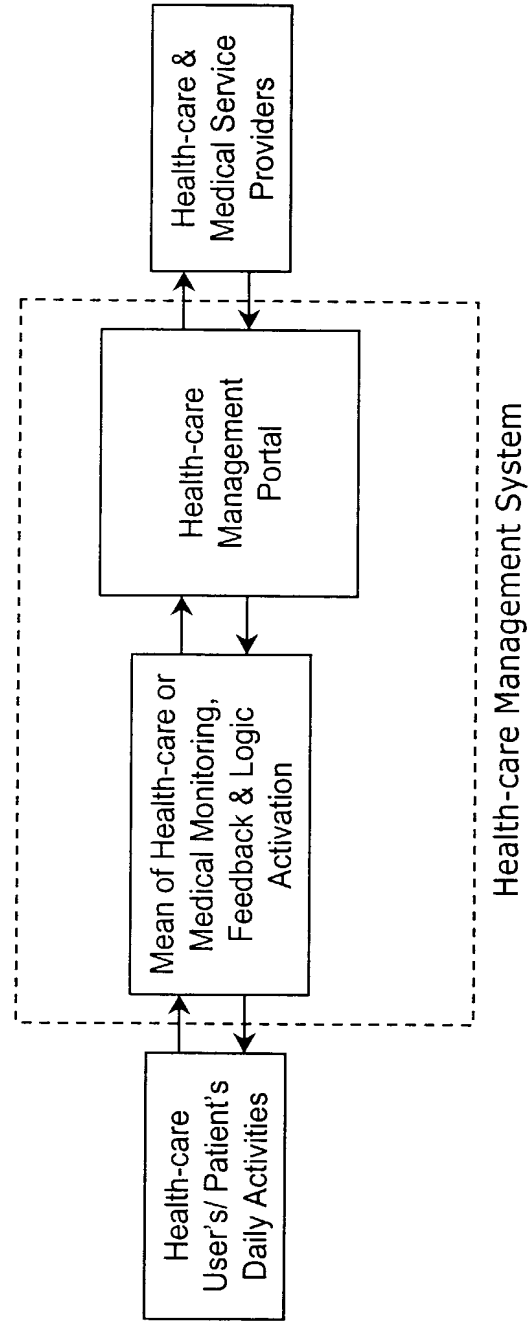 Health-care
User's/ Patient's
Daily Activities
Mean of Health-care or
Medical Monitoring,
Feedback & Logic
Activation
Health-care
Management
Portal
Health-care &
Medical Service
Providers
Health-care Management System